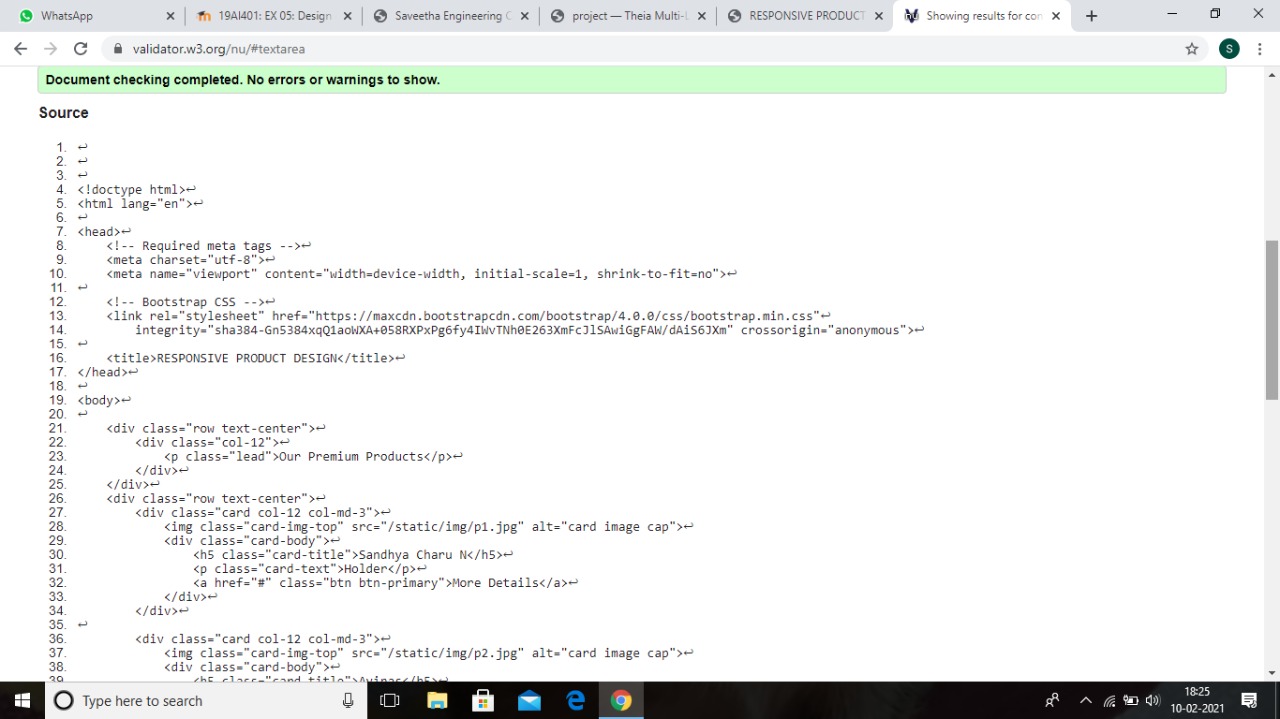 WhatsApp
19AI401: EX 05: Design
Saveetha Engineering C
project — Theia Multi-L
RESPONSIVE PRODUCT
Showing results for con
validator.w3.org/nu/#textarea
S
Document checking completed. No errors or warnings to show.
Source
1. ↩
2. ↩
3. ↩
4. <!doctype html>↩
5. <html lang="en">↩
6. ↩
7. <head>↩
8. <!-- Required meta tags -->↩
9. <meta charset="utf-8">↩
10. <meta name="viewport" content="width=device-width, initial-scale=1, shrink-to-fit=no">↩
11. ↩
12. <!-- Bootstrap CSS -->↩
13. <link rel="stylesheet" href="https://maxcdn.bootstrapcdn.com/bootstrap/4.0.0/css/bootstrap.min.css"↩
14. integrity="sha384-Gn5384xqQ1aoWXA+058RXPxPg6fy4IWvTNh0E263XmFcJlSAwiGgFAW/dAiS6JXm" crossorigin="anonymous">↩
15. ↩
16. <title>RESPONSIVE PRODUCT DESIGN</title>↩
17. </head>↩
18. ↩
19. <body>↩
20. ↩
21. <div class="row text-center">↩
22. <div class="col-12">↩
23. <p class="lead">Our Premium Products</p>↩
24. </div>↩
25. </div>↩
26. <div class="row text-center">↩
27. <div class="card col-12 col-md-3">↩
28. <img class="card-img-top" src="/static/img/p1.jpg" alt="card image cap">↩
29. <div class="card-body">↩
30. <h5 class="card-title">Sandhya Charu N</h5>↩
31. <p class="card-text">Holder</p>↩
32. <a href="#" class="btn btn-primary">More Details</a>↩
33. </div>↩
34. </div>↩
35. ↩
36. <div class="card col-12 col-md-3">↩
37. <img class="card-img-top" src="/static/img/p2.jpg" alt="card image cap">↩
38. <div class="card-body">↩
39. <h5 class="card-title">
Type here to search
18:25
10-02-2021